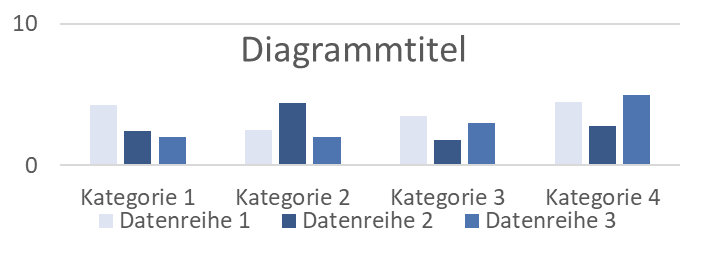 10
Diagrammtitel
0
Kategorie 1 Kategorie 2 Kategorie 3 Kategorie 4
Datenreihe 1 Datenreihe 2 Datenreihe 3